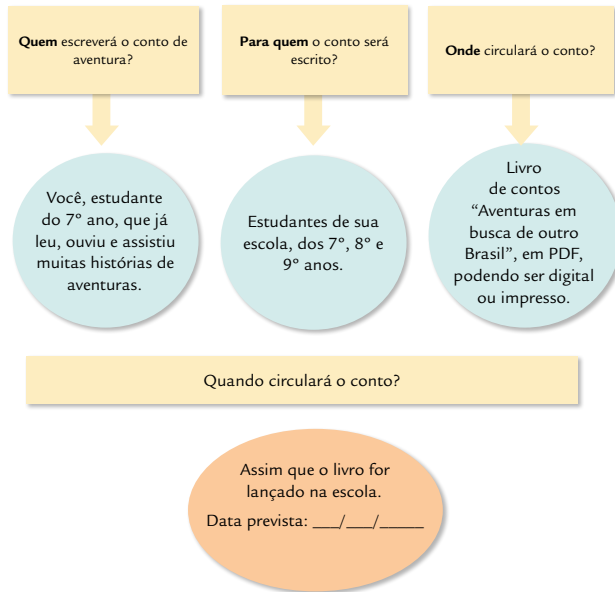 Quem escreverá o conto de
aventura?
Para quem o conto será
escrito?
Onde circulará o conto?
Você, estudante
do 7º ano, que já
leu, ouviu e assistiu
muitas histórias de
aventuras.
Estudantes de sua
escola, dos 7º, 8º e
9º anos.
Livro
de contos
“Aventuras em
busca de outro
Brasil”, em PDF,
podendo ser digital
ou impresso.
Quando circulará o conto?
Assim que o livro for
lançado na escola.
Data prevista: ___/___/_____